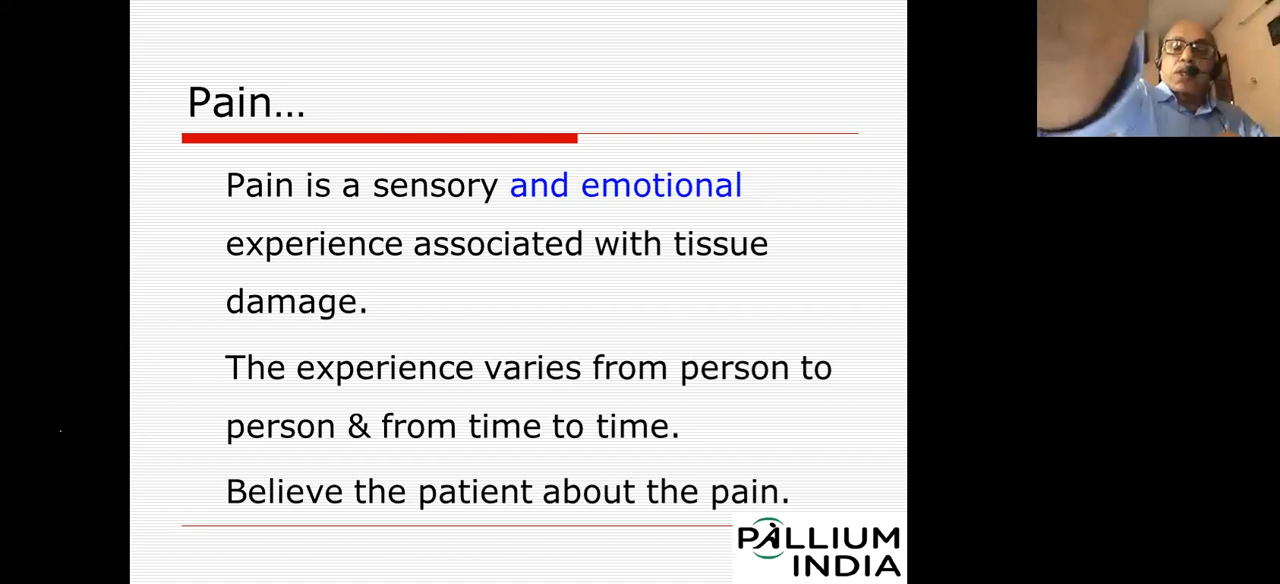 Pain...
Pain is a sensory and emotional
experience associated with tissue
damage.
The experience varies from person to
person & from time to time.
Believe the patient about the pain.
PALLIUM
INDIA